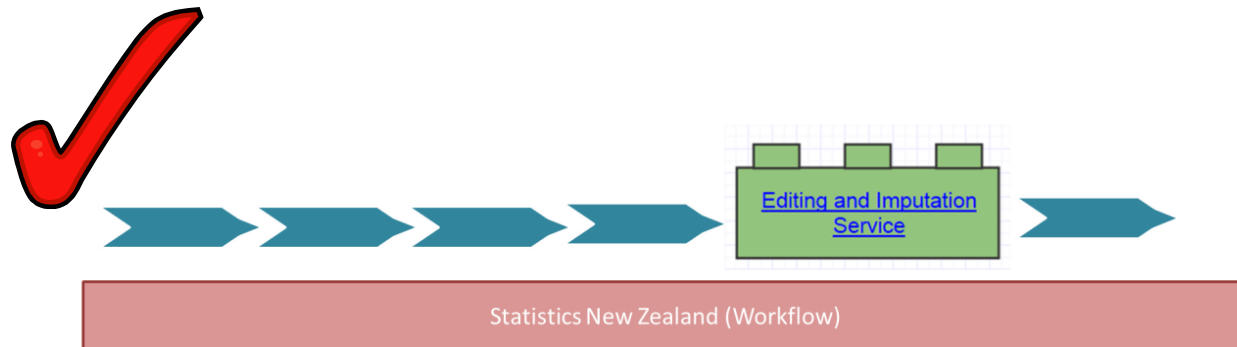 Editing and Imputation
Service
Statistics New Zealand (Workflow)